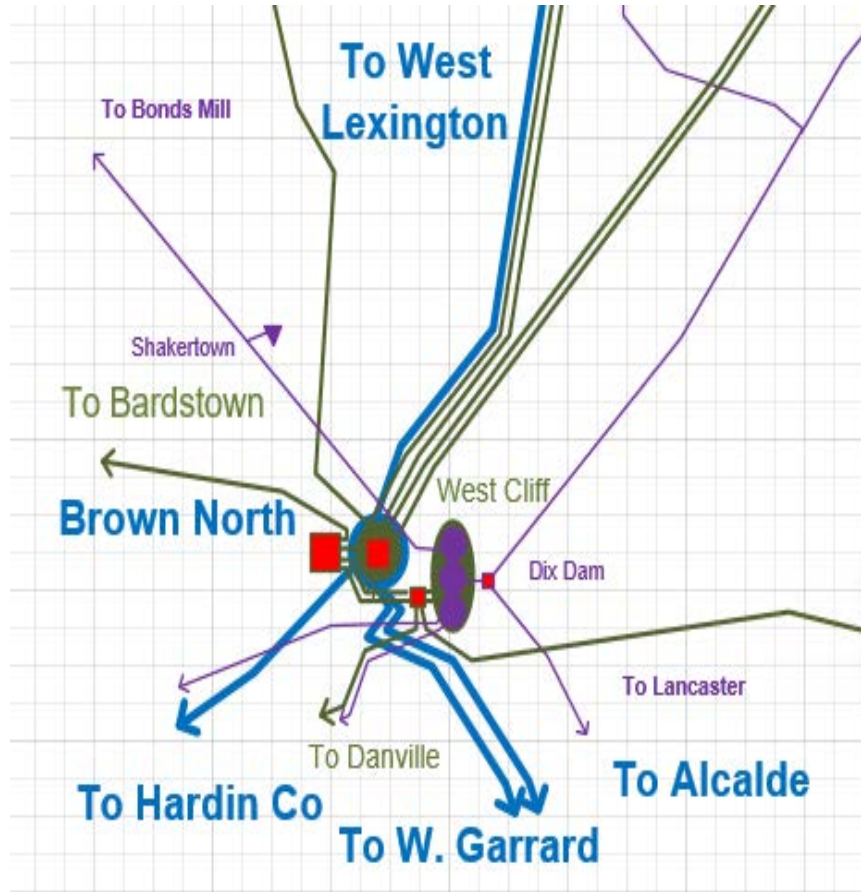 To West
Lexington
To Bonds Mill
Shakertown
To Bardstown
West Cliff
Brown North
Dix Dam
To Lancaster
To Danville
To Alcalde
To Hardin Co
To W. Garrard